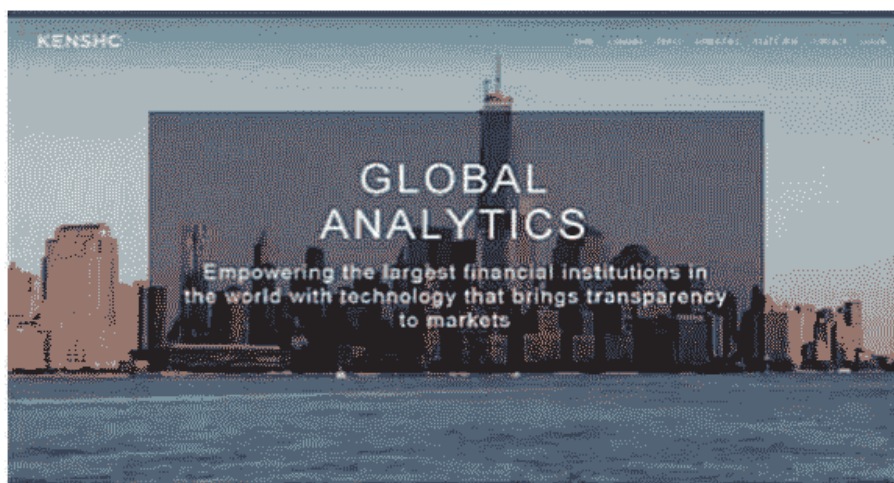 KENSHO
GLOBAL
ANALYTICS
Empowering the largest financial institutions in
the world with technology that brings transparency
to markets